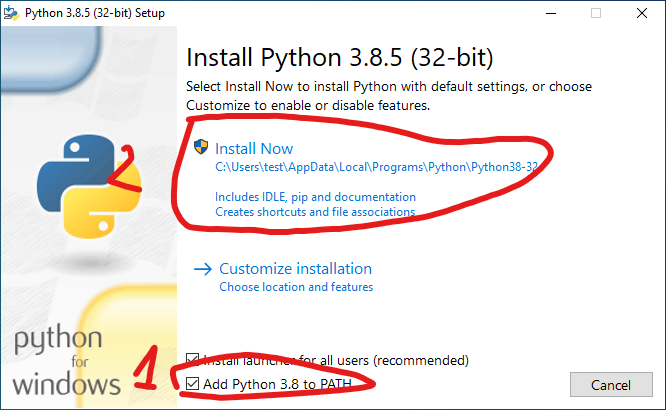 Python 3.8.5 (32-bit) Setup
Install Python 3.8.5 (32-bit)
Select Install Now to install Python with default settings, or choose
Customize to enable or disable features.
2
Install Now
C:\Users\test\AppData\Local\Programs\Python\Python38-32
Includes IDLE, pip and documentation
Creates shortcuts and file associations
Customize installation
Choose location and features
python
for
windows
1
Install launcher for all users (recommended)
Add Python 3.8 to PATH
Cancel